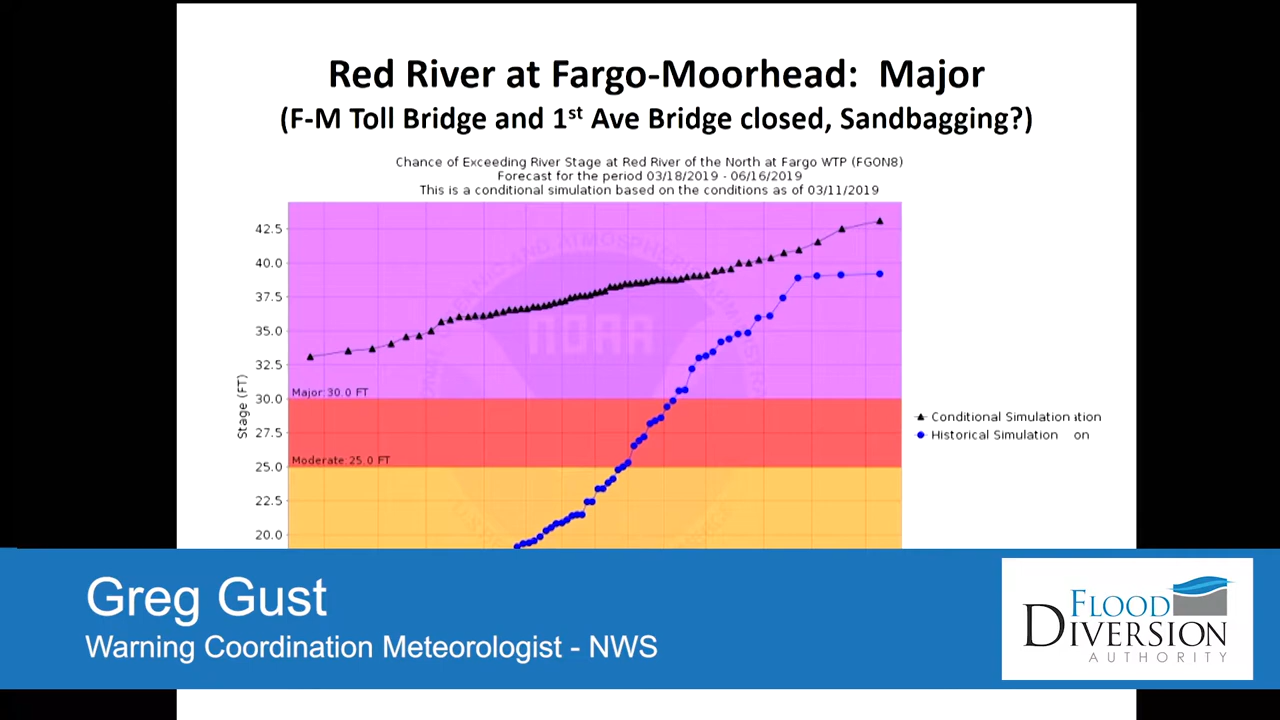 Red River at Fargo-Moorhead: Major
(F-M Toll Bridge and 1st Ave Bridge closed, Sandbagging?)
Chance of Exceeding River Stage at Red River of the North at Fargo WTP (FGON8)
Forecast for the period 03/18/2019 - 06/16/2019
This is a conditional simulation based on the conditions as of 03/11/2019
42.5
40.0
37.5
35.0
32.5
30.0
27.5
25.0
22.5
20.0
Stage (FT)
Major: 30.0 FT
Moderate: 25.0 FT
NOAA
Conditional Simulation
Historical Simulation
Greg Gust
Warning Coordination Meteorologist - NWS
FLOOD
DIVERSION
AUTHORITY